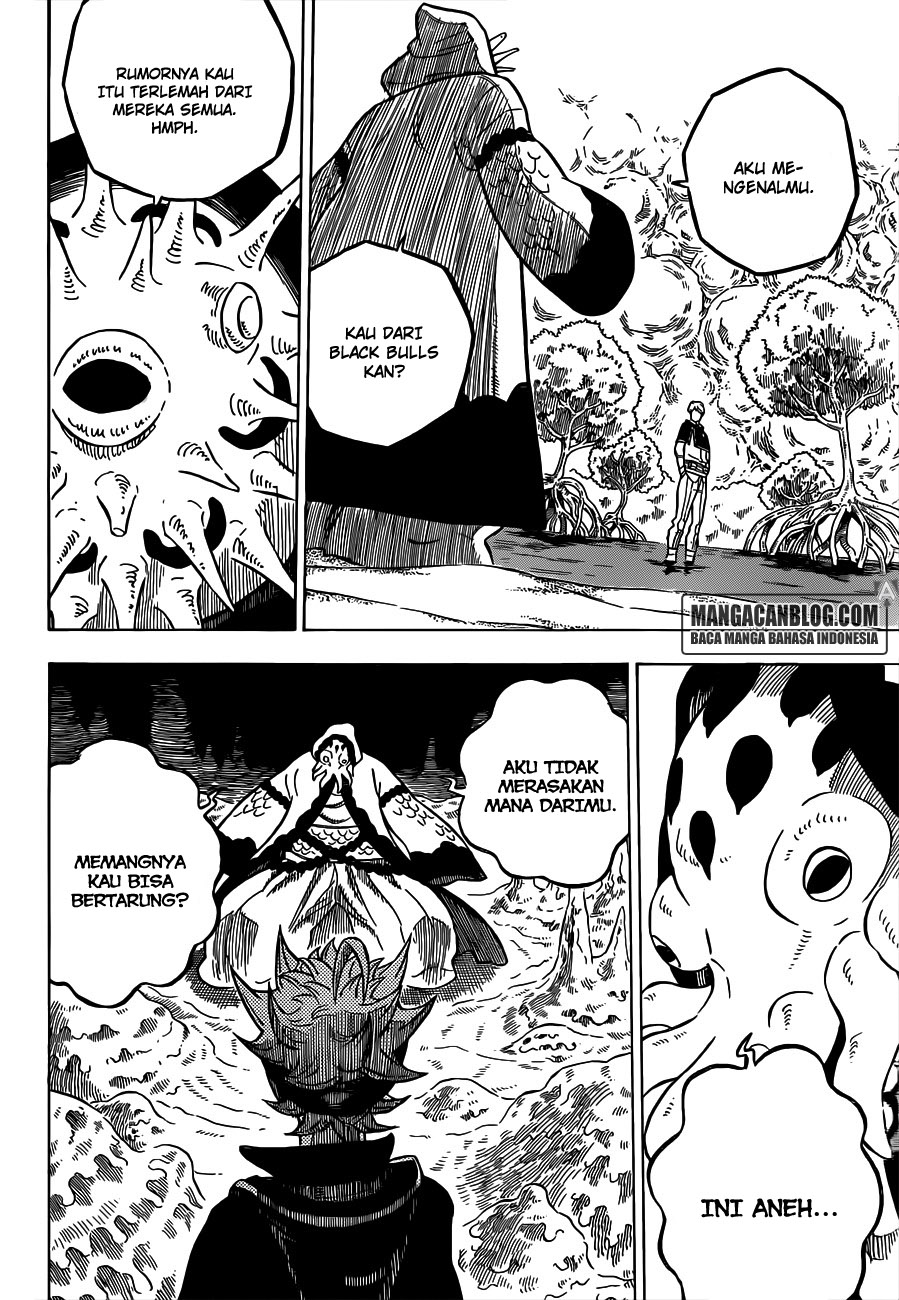 AKU ME-
NGENALMU.
KAU DARI
BLACK BULLS
KAN?
RUMORNYA KAU
ITU TERLEMAH DARI
MEREKA SEMUA.
HMPH.
MANGACANBLOG.COM
BACA MANGA BAHASA INDONESIA
INI ANEH...
AKU TIDAK
MERASAKAN
MANA DARIMU.
MEMANGNYA
KAU BISA
BERTARUNG?